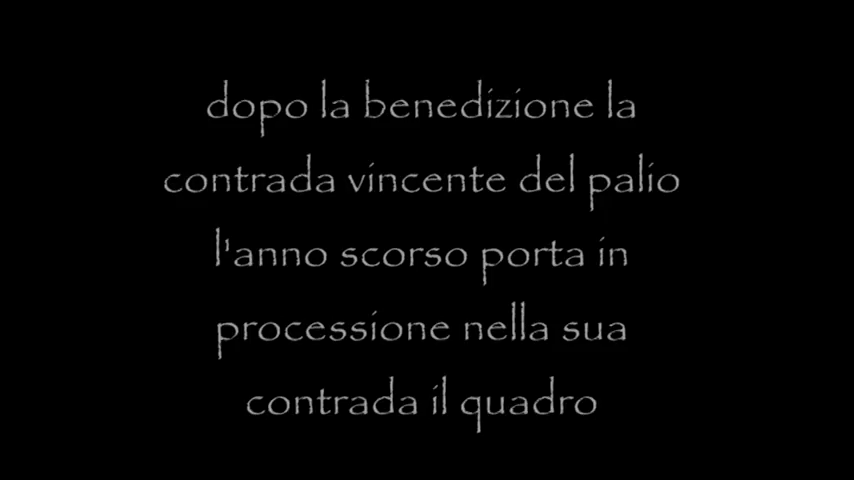 dopo la benedizione la
contrada vincente del palio
l'anno scorso porta in
processione nella sua
contrada il quadro